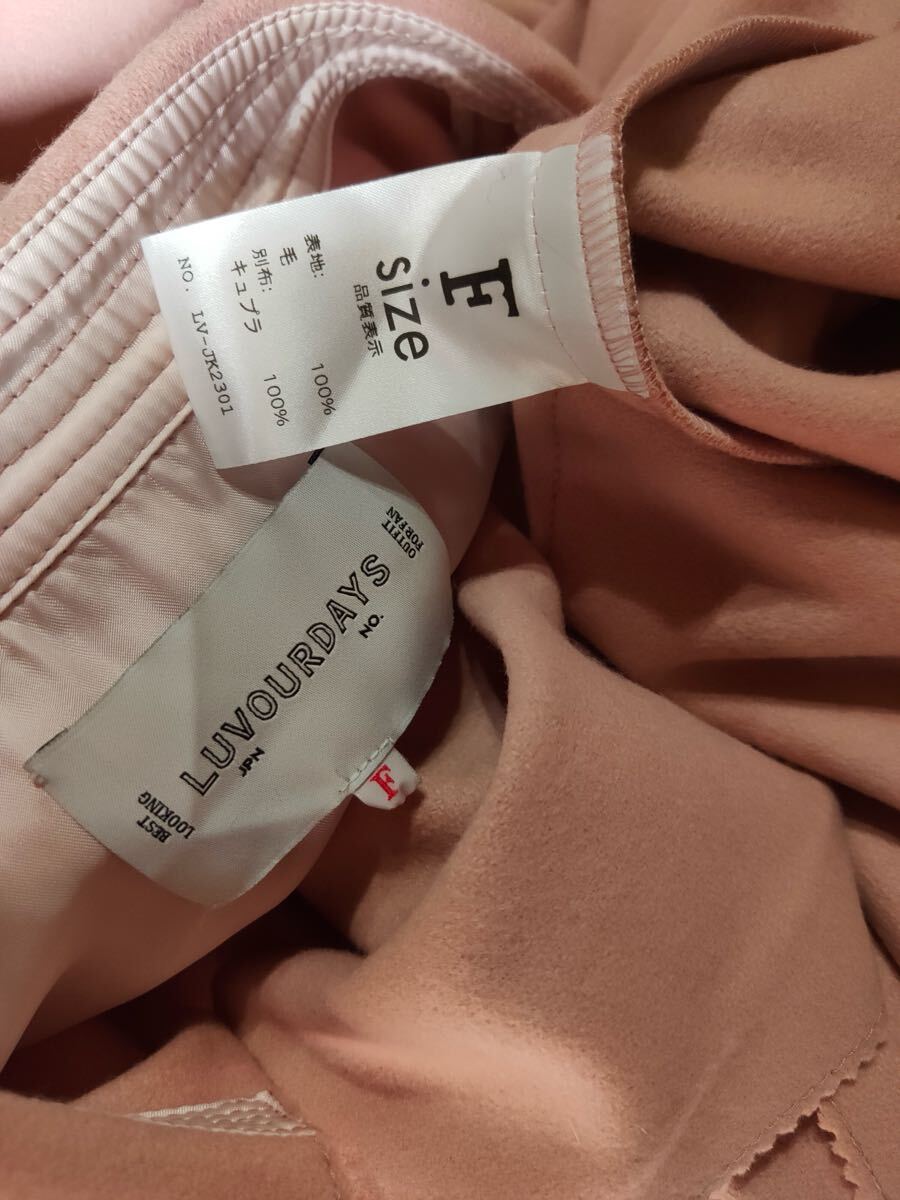 F
size
品質表示
表地:
毛 100%
別布:
キュプラ 100%
NO. LV-JK2301
OUTFIT
FOR FAN
LUVOURDAYS
JPN NO.
BEST
LOOKING
F